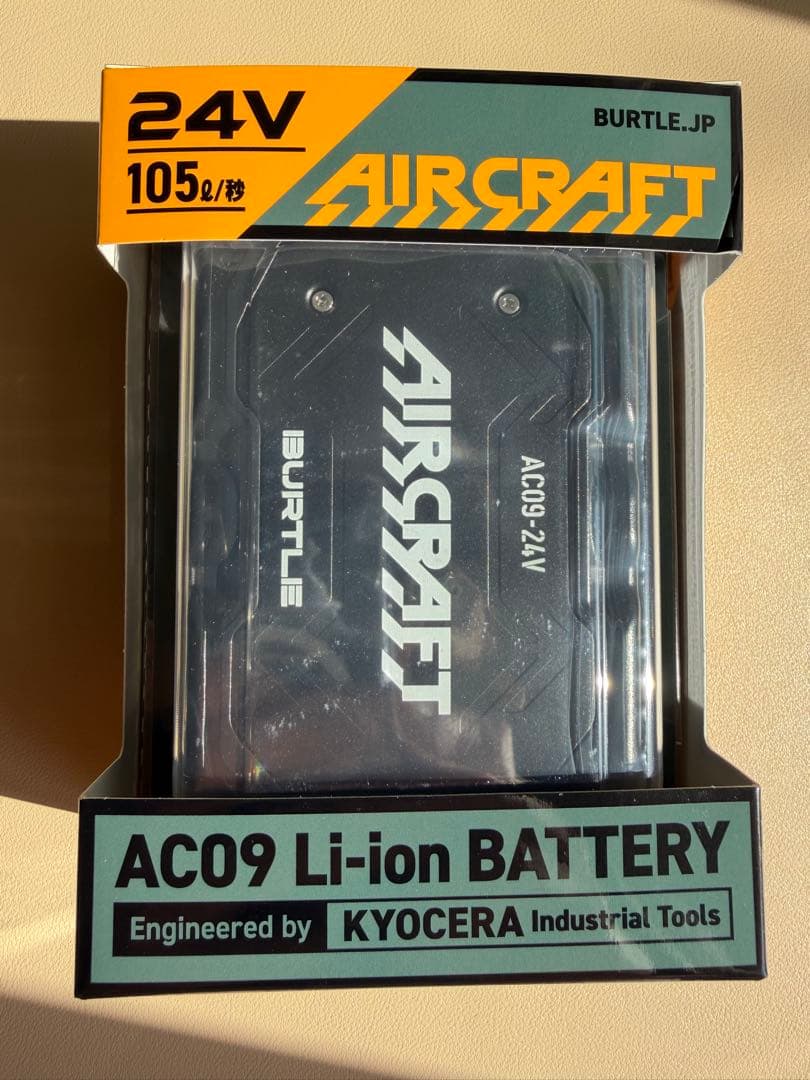 24V
105ℓ/秒
BURTLE.JP
AIRCRAFT
AIRCRAFT
BURTLE
AC09-24V
AC09 Li-ion BATTERY
Engineered by KYOCERA Industrial Tools